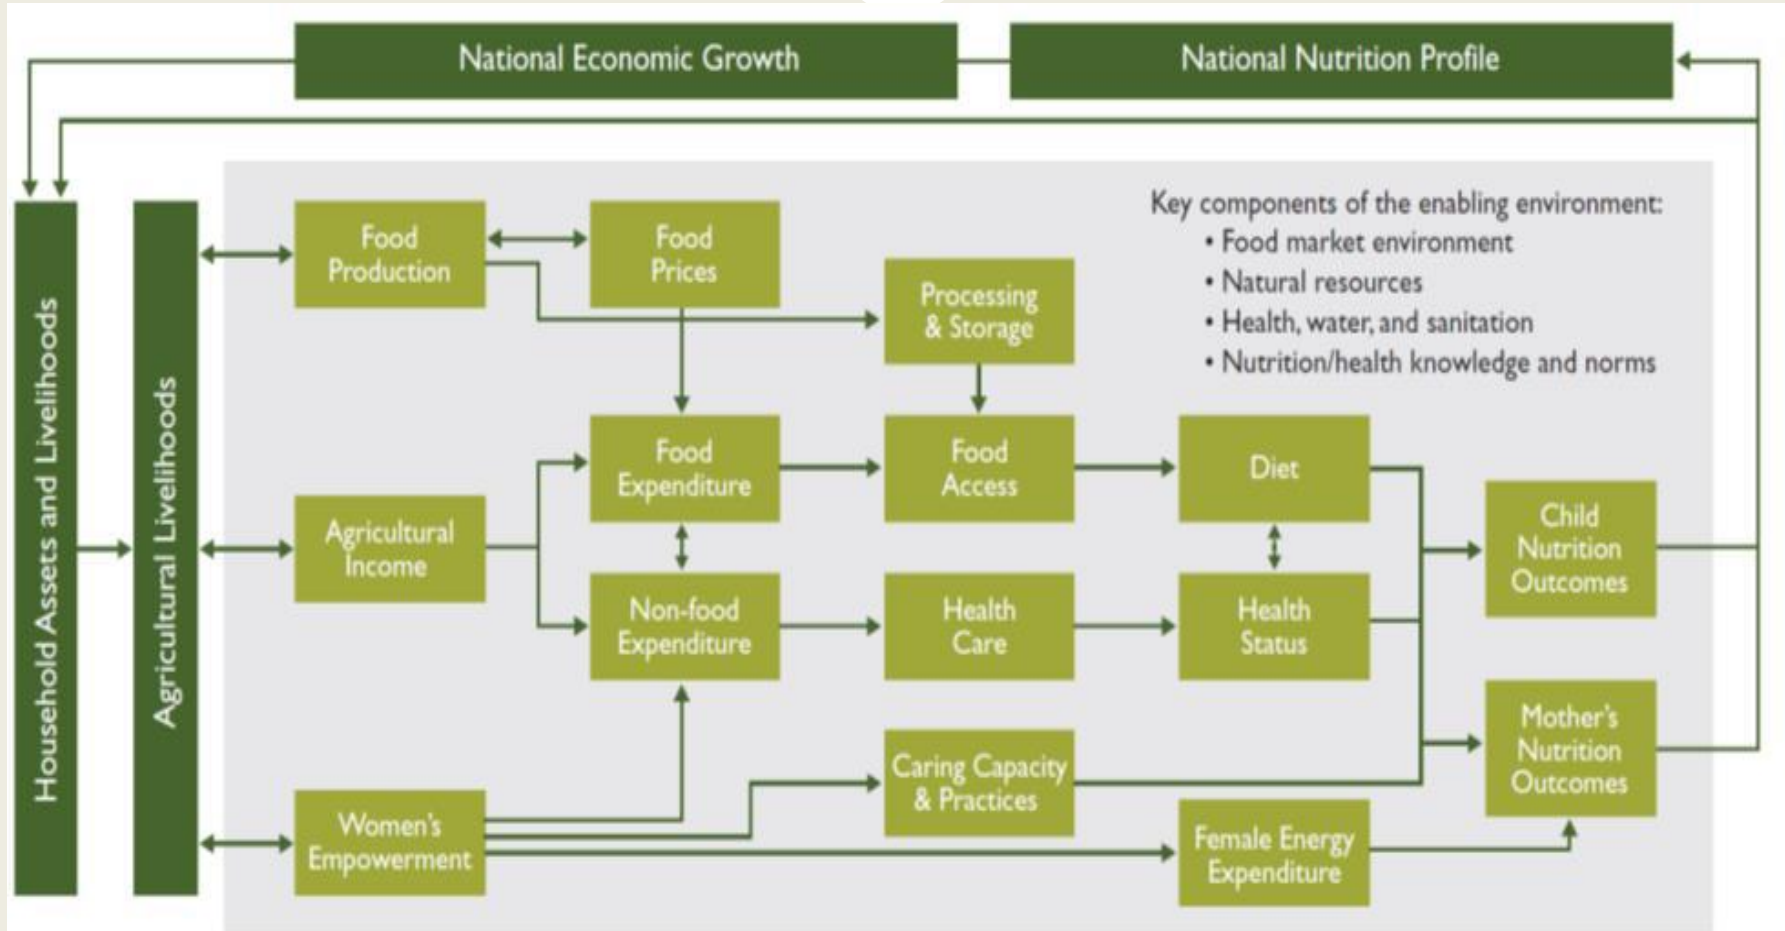 National Economic Growth
National Nutrition Profile
Household Assets and Livelihoods
Agricultural Livelihoods
Key components of the enabling environment:
• Food market environment
• Natural resources
• Health, water, and sanitation
• Nutrition/health knowledge and norms
Food
Production
Food
Prices
Processing
& Storage
Food
Expenditure
Food
Access
Diet
Agricultural
Income
Child
Nutrition
Outcomes
Non-food
Expenditure
Health
Care
Health
Status
Mother's
Nutrition
Outcomes
Caring Capacity
& Practices
Women's
Empowerment
Female Energy
Expenditure